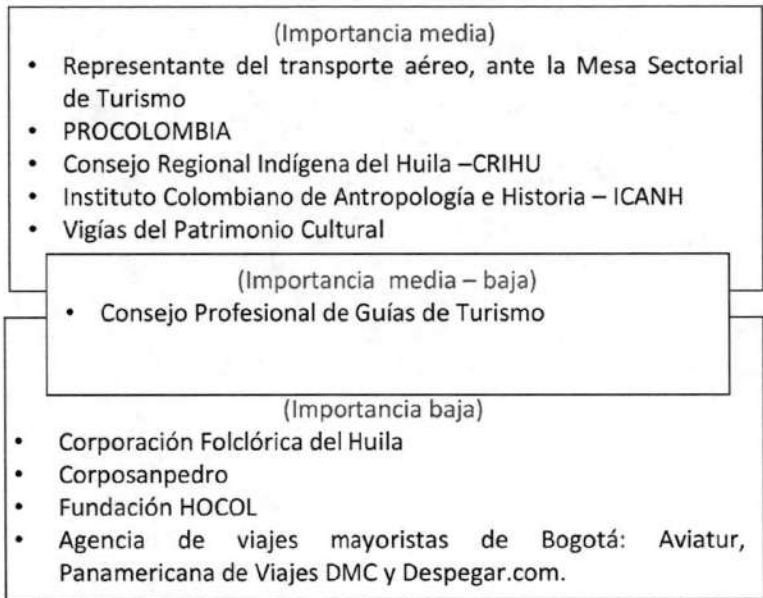 (Importancia media)
• Representante del transporte aéreo, ante la Mesa Sectorial
de Turismo
• PROCOLOMBIA
• Consejo Regional Indígena del Huila –CRIHU
• Instituto Colombiano de Antropología e Historia – ICANH
• Vigías del Patrimonio Cultural
(Importancia media – baja)
• Consejo Profesional de Guías de Turismo
(Importancia baja)
• Corporación Folclórica del Huila
• Corposanpedro
• Fundación HOCOL
• Agencia de viajes mayoristas de Bogotá: Aviatur,
Panamericana de Viajes DMC y Despegar.com.